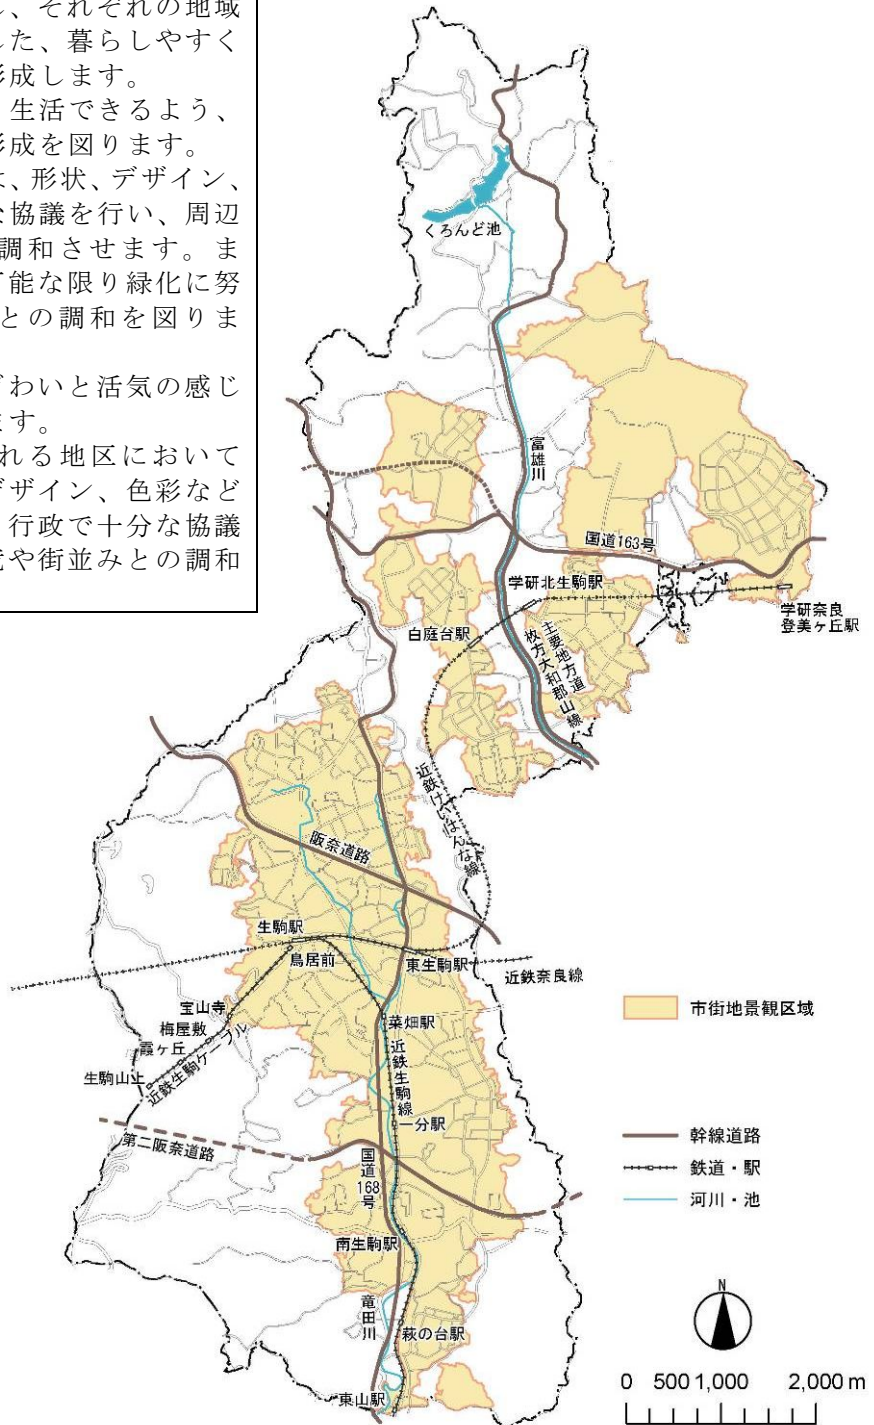 、それぞれの地域
した、暮らしやすく
形成します。
生活できるよう、
形成を図ります。
は、形状、デザイン、
な協議を行い、周辺
調和させます。ま
可能な限り緑化に努
との調和を図りま
ぎわいと活気の感じ
ます。
れる地区において
デザイン、色彩など
行政で十分な協議
や街並みとの調和
くろんど池
富雄川
国道163号
学研北生駒駅
学研奈良
登美ヶ丘駅
白庭台駅
主要地方道
枚方大和郡山線
近鉄けいはんな線
阪奈道路
生駒駅
鳥居前
東生駒駅
近鉄奈良線
宝山寺
梅屋敷
霞ヶ丘
生駒山上
近鉄生駒ケーブル
菜畑駅
近鉄生駒線
一分駅
第二阪奈道路
国道168号
南生駒駅
竜田川
萩の台駅
東山駅
市街地景観区域
幹線道路
鉄道・駅
河川・池
N
0 500 1,000 2,000 m